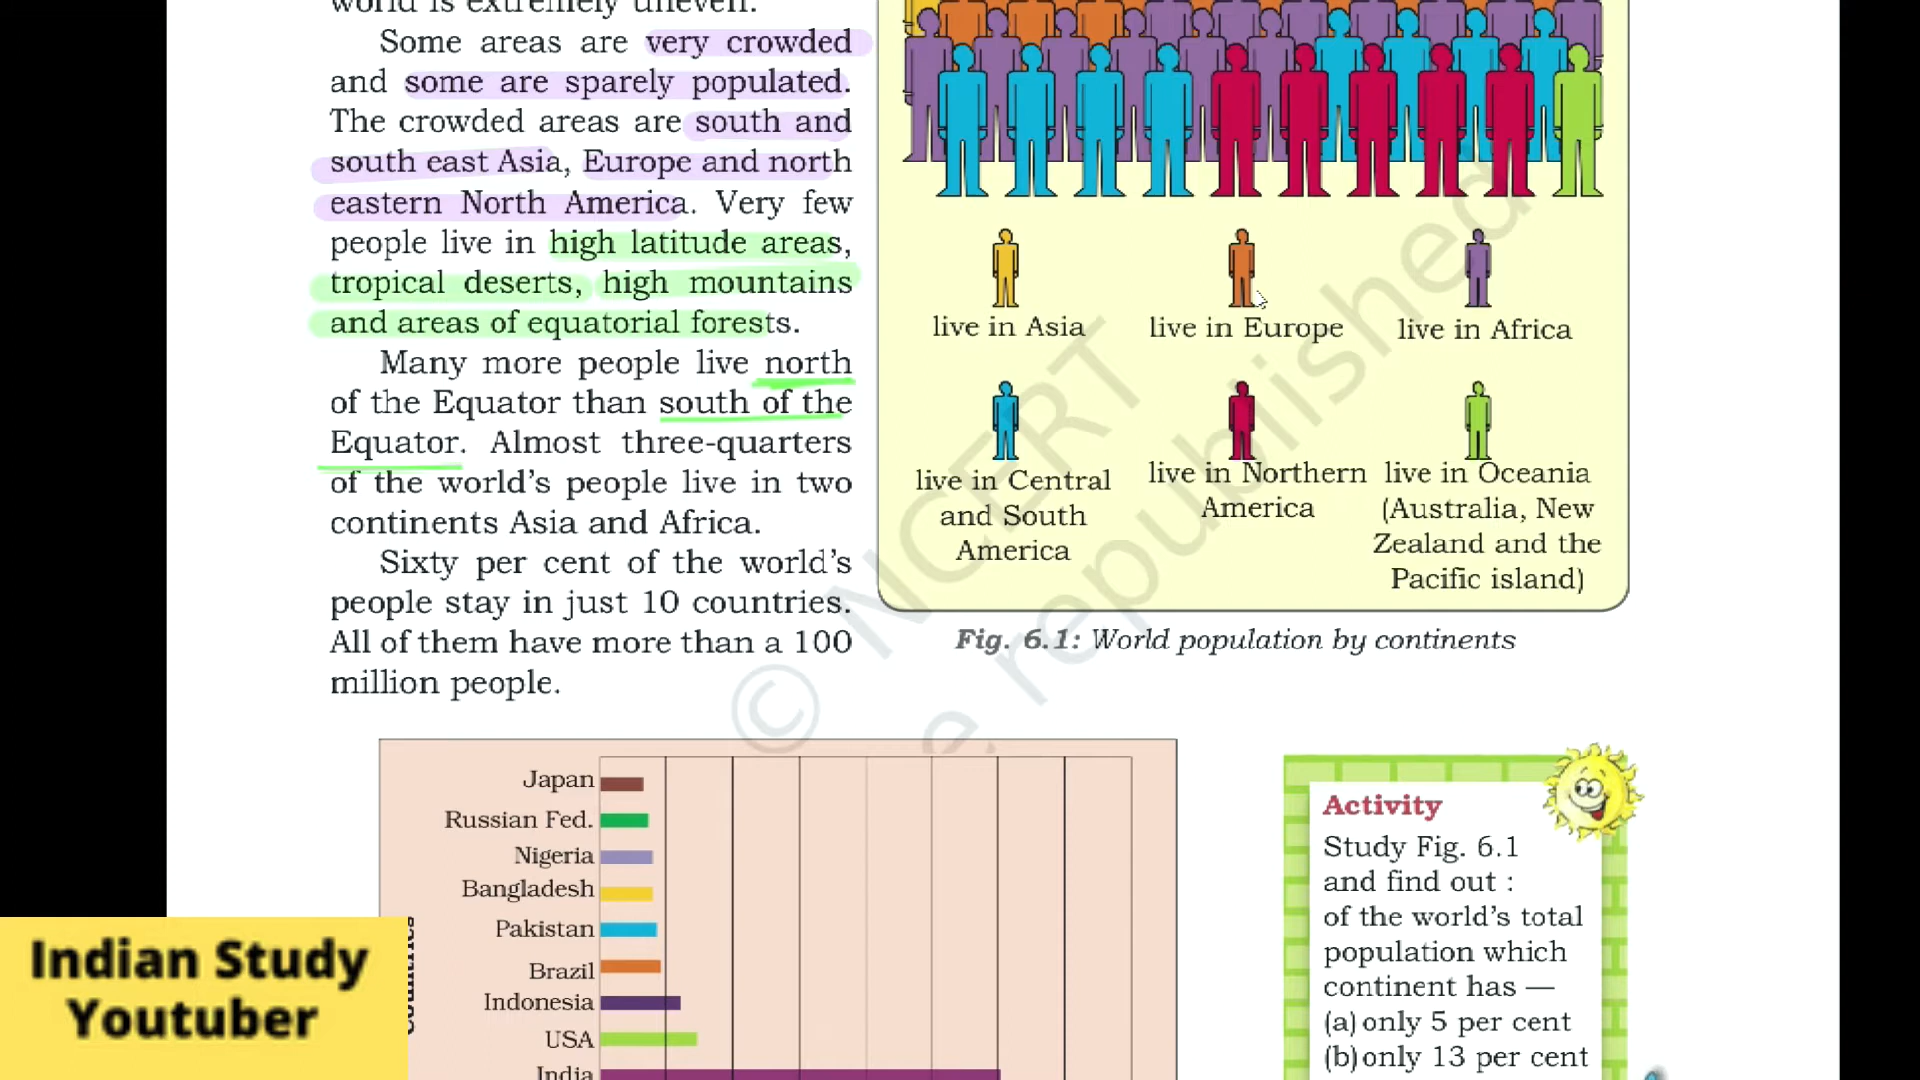 world is extremely uneven.
Some areas are very crowded
and some are sparely populated.
The crowded areas are south and
south east Asia, Europe and north
eastern North America. Very few
people live in high latitude areas,
tropical deserts, high mountains
and areas of equatorial forests.
Many more people live north
of the Equator than south of the
Equator. Almost three-quarters
of the world's people live in two
continents Asia and Africa.
Sixty per cent of the world's
people stay in just 10 countries.
All of them have more than a 100
million people.
live in Asia
live in Europe
live in Africa
live in Central
and South
America
live in Northern
America
live in Oceania
(Australia, New
Zealand and the
Pacific island)
Fig. 6.1: World population by continents
© NCERT
republished
Japan
Russian Fed.
Nigeria
Bangladesh
Pakistan
Brazil
Indonesia
USA
India
Countries
Activity
Study Fig. 6.1
and find out :
of the world's total
population which
continent has —
(a) only 5 per cent
(b) only 13 per cent
Indian Study
Youtuber